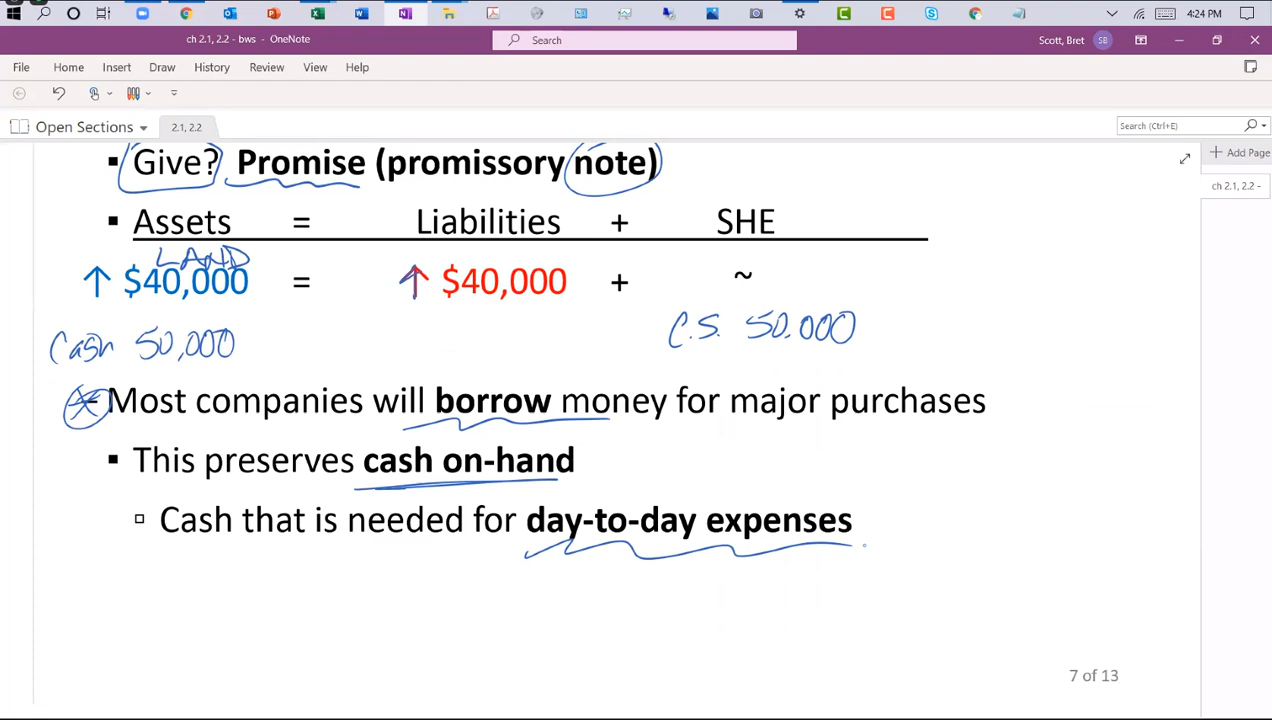 4:24 PM
ch 2.1, 2.2 - bws - OneNote
Search
Scott, Bret
SB
File Home Insert Draw History Review View Help
Open Sections
2.1, 2.2
Search (Ctrl+E)
Add Page
ch 2.1, 2.2 -
▪ Give? Promise (promissory note)
▪ Assets = Liabilities + SHE
LAND
↑ $40,000 = ↑ $40,000 + ~
Cash 50,000 C.S. 50.000
– Most companies will borrow money for major purchases
▪ This preserves cash on-hand
▫ Cash that is needed for day-to-day expenses
7 of 13